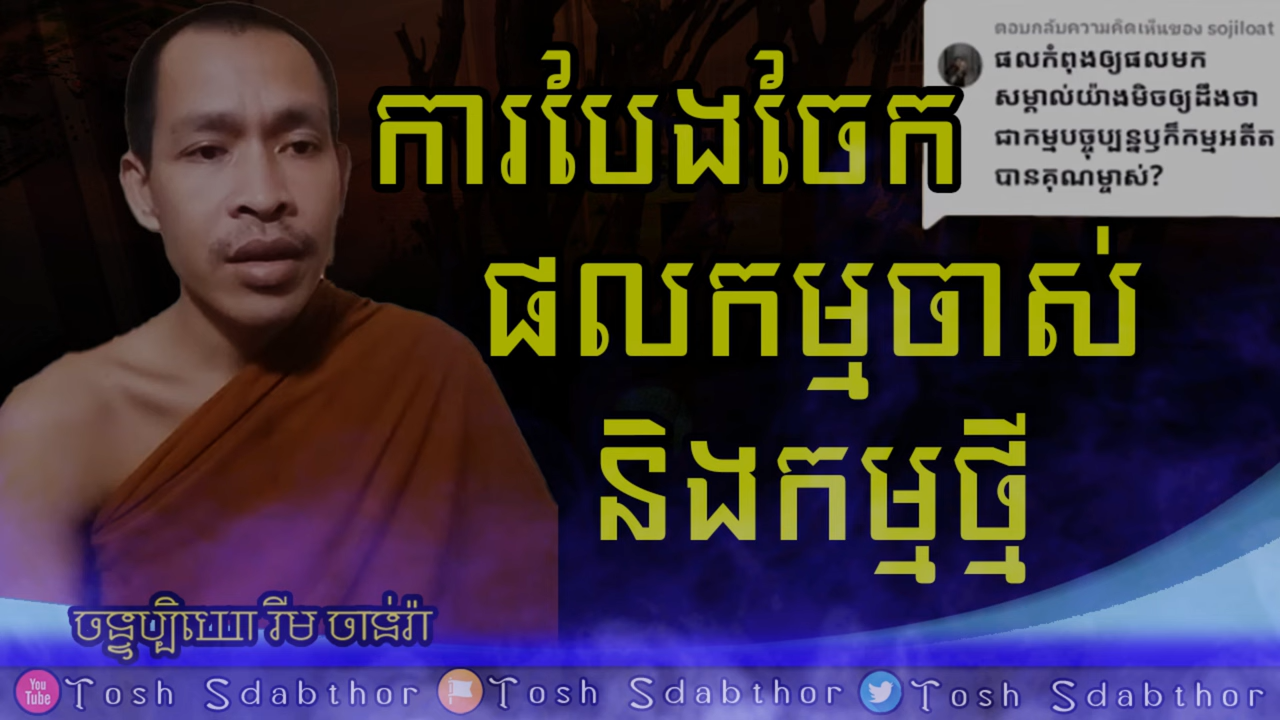 ตอบกลับความคิดเห็นของ sojiloat
ផលកំពុងឲ្យផលមក
សម្គាល់យ៉ាងមិចឲ្យដឹងថា
ជាកម្មបច្ចុប្បន្នឫក៏កម្មអតីត
បានគុណម្ចាស់?
ការបែងចែក
ផលកម្មចាស់
និងកម្មថ្មី
ចន្ទប្បិយោ រីម ចាន់រ៉ា
You Tube Tosh Sdabthor Tosh Sdabthor Tosh Sdabthor